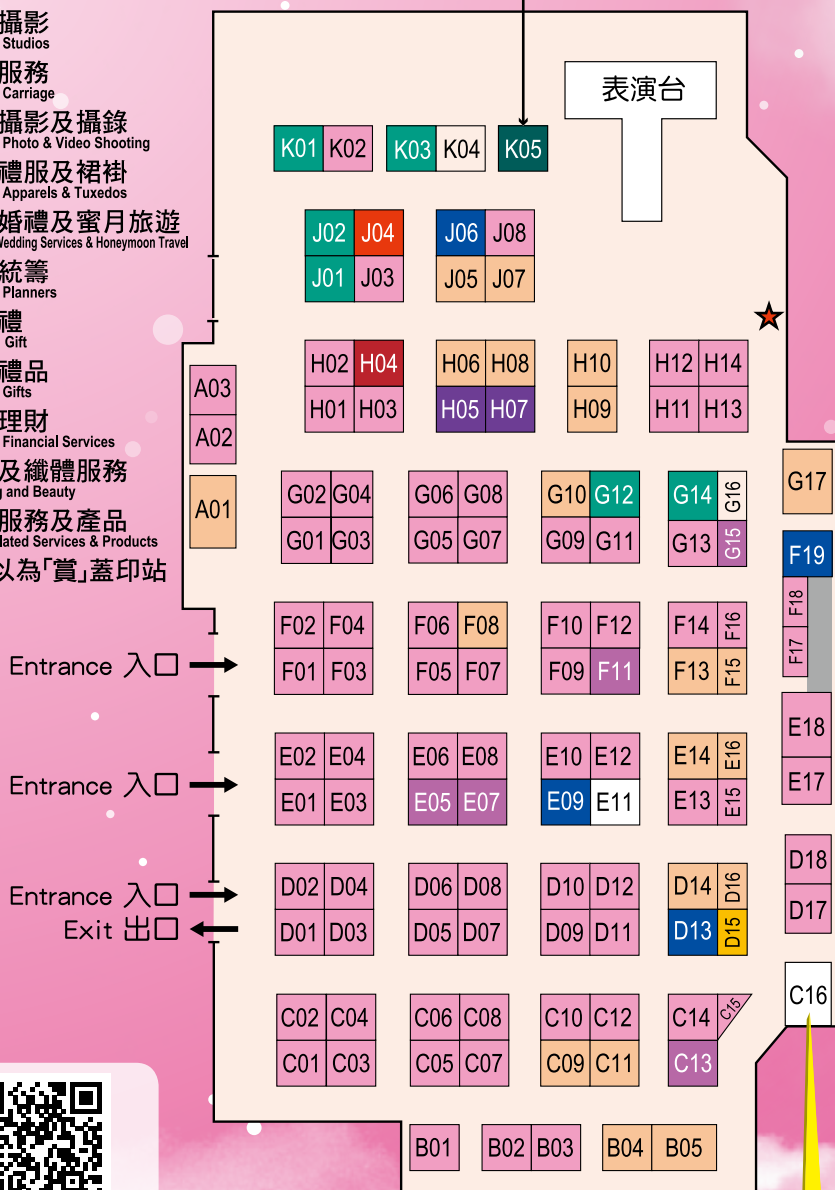 攝影
Studios
服務
Carriage
攝影及攝錄
Photo & Video Shooting
禮服及裙褂
Apparels & Tuxedos
婚禮及蜜月旅遊
Wedding Services & Honeymoon Travel
統籌
Planners
禮
Gift
禮品
Gifts
理財
Financial Services
及纖體服務
and Beauty
服務及產品
lated Services & Products
以為「賞」蓋印站
表演台
K01 K02 K03 K04 K05
J02 J04 J06 J08
J01 J03 J05 J07
H02 H04 H06 H08 H10 H12 H14
H01 H03 H05 H07 H09 H11 H13
A03
A02
A01
G02 G04 G06 G08 G10 G12 G14 G16 G17
G01 G03 G05 G07 G09 G11 G13 G15
F19
F18
F17
F02 F04 F06 F08 F10 F12 F14 F16
F01 F03 F05 F07 F09 F11 F13 F15
Entrance 入口
E18
E17
E02 E04 E06 E08 E10 E12 E14 E16
E01 E03 E05 E07 E09 E11 E13 E15
Entrance 入口
D18
D17
D02 D04 D06 D08 D10 D12 D14 D16
D01 D03 D05 D07 D09 D11 D13 D15
Entrance 入口
Exit 出口
C16
C02 C04 C06 C08 C10 C12 C14 C15
C01 C03 C05 C07 C09 C11 C13
B01 B02 B03 B04 B05